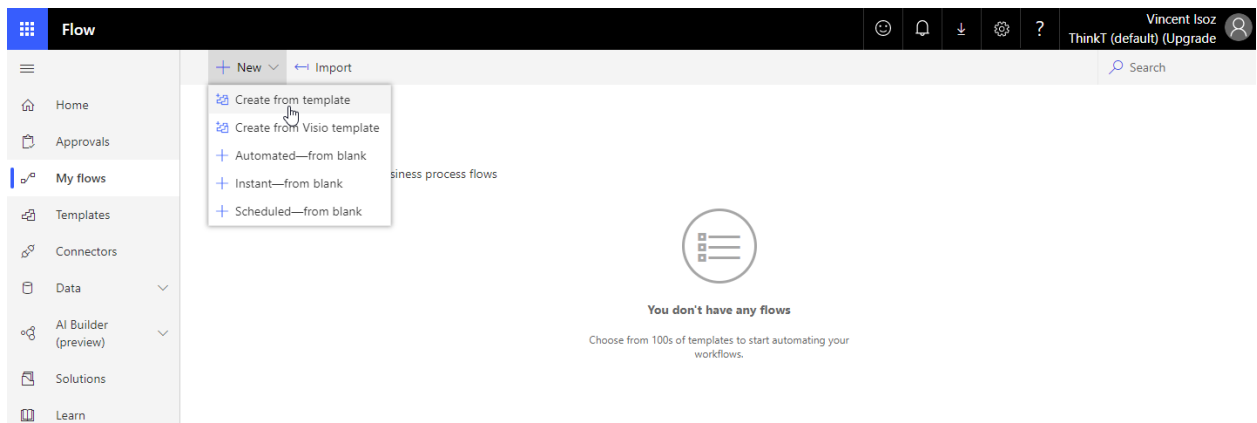 Flow
?
Vincent Isoz
ThinkT (default) (Upgrade
New
Import
Search
Create from template
Create from Visio template
Automated—from blank
Instant—from blank
Scheduled—from blank
Home
Approvals
My flows
Templates
Connectors
Data
AI Builder
(preview)
Solutions
Learn
process flows
You don't have any flows
Choose from 100s of templates to start automating your
workflows.